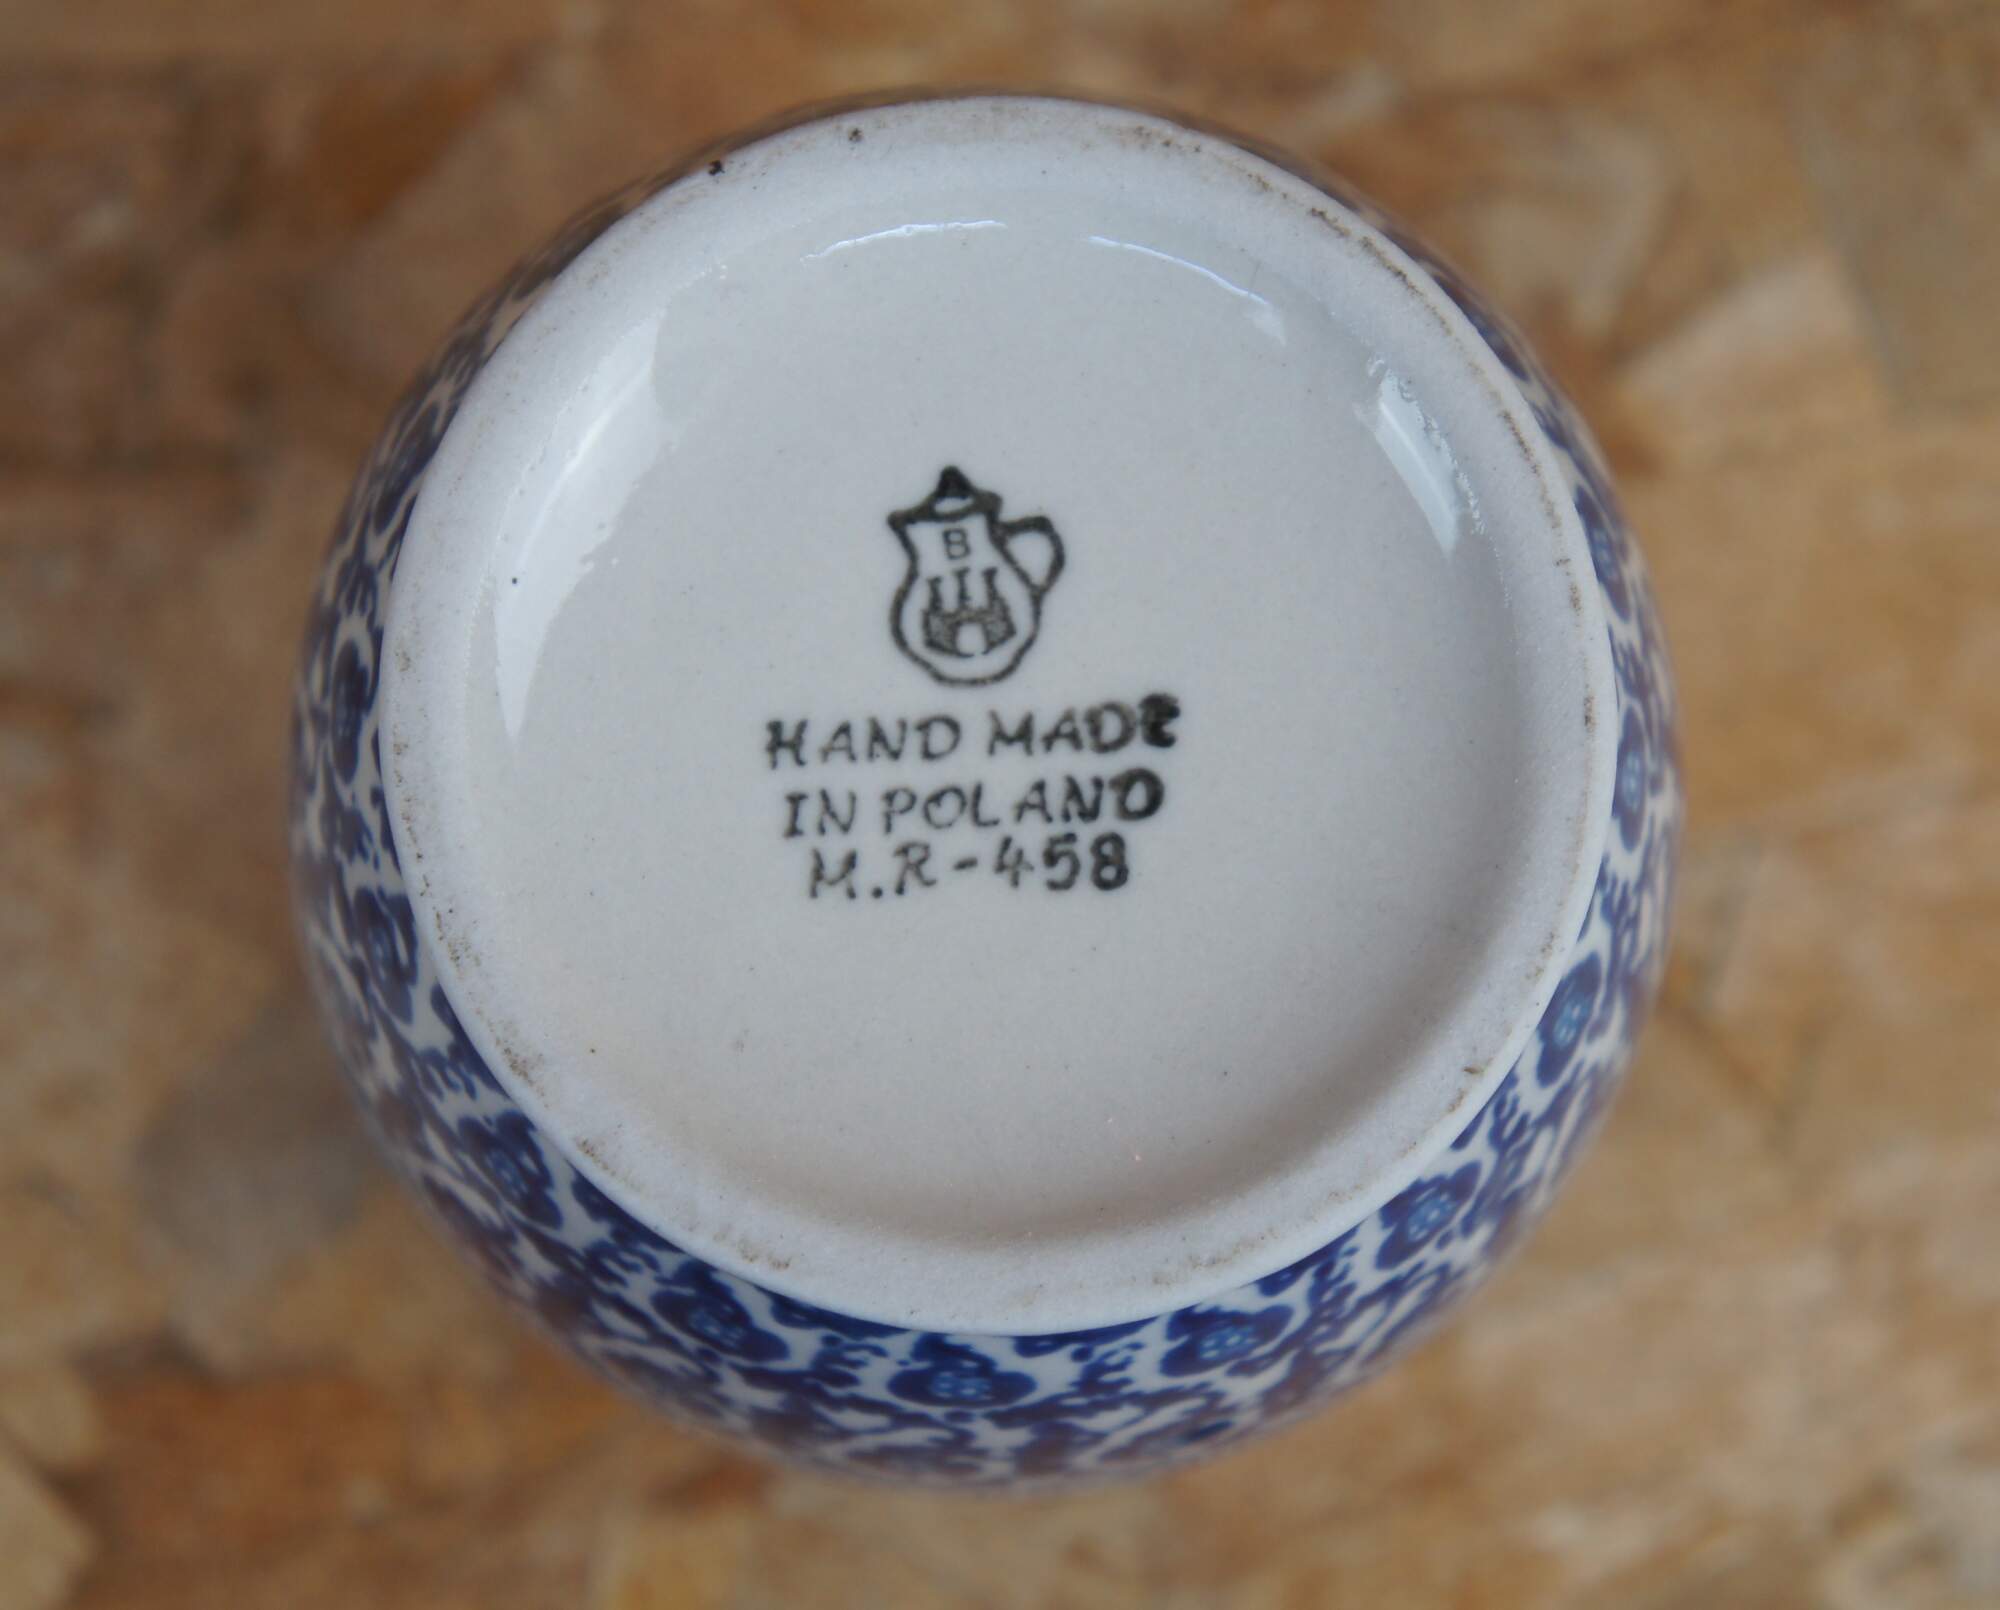 B
HAND MADE
IN POLAND
M.R-458